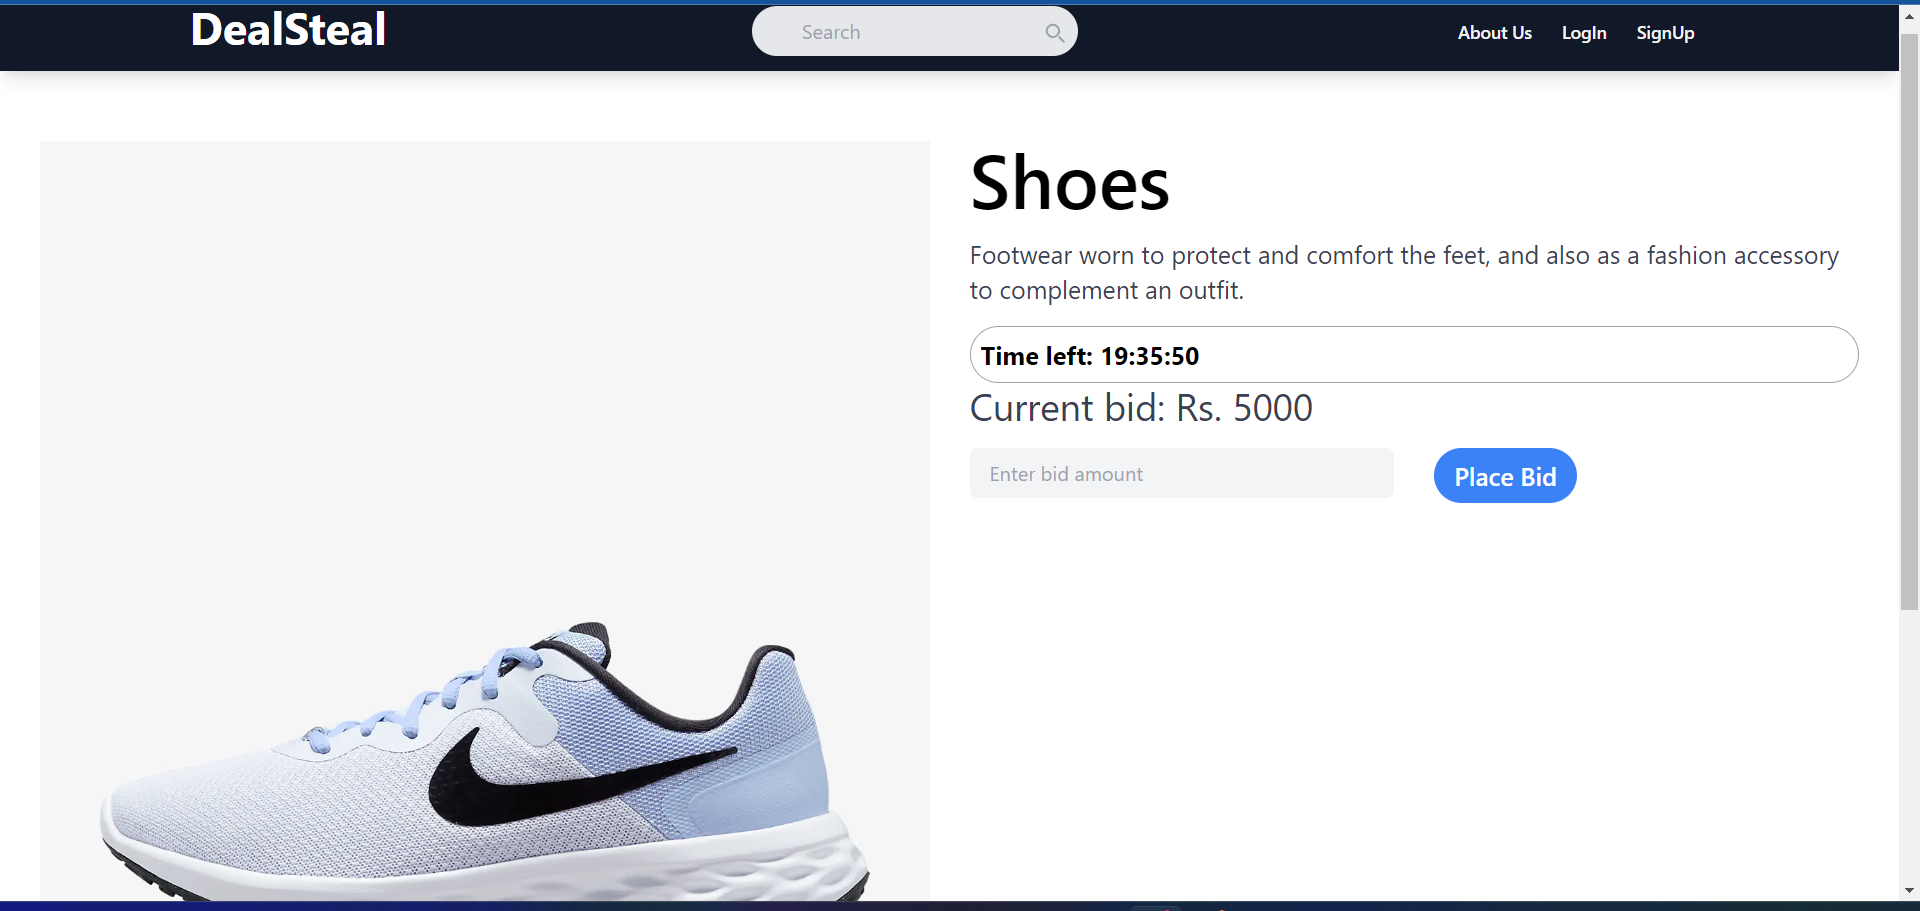 DealSteal
Search
About Us
LogIn
SignUp
Shoes
Footwear worn to protect and comfort the feet, and also as a fashion accessory
to complement an outfit.
Time left: 19:35:50
Current bid: Rs. 5000
Enter bid amount
Place Bid